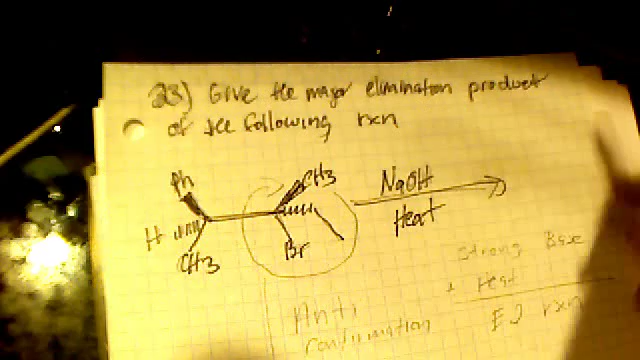 23) Give the major elimination product
of the following rxn
Ph
CH3
H
CH3
Br
NaOH
Heat
Strong Base
+ Heat
E2 rxn
Anti
conformation